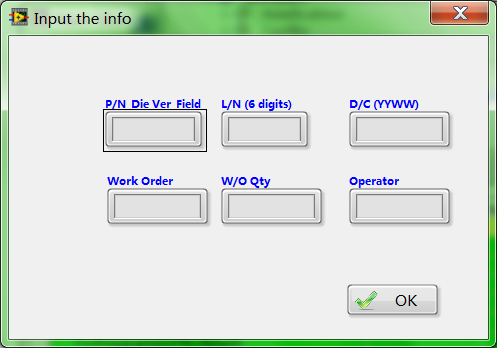 Input the info
P/N Die Ver Field L/N (6 digits) D/C (YYWW)
Work Order W/O Qty Operator
OK